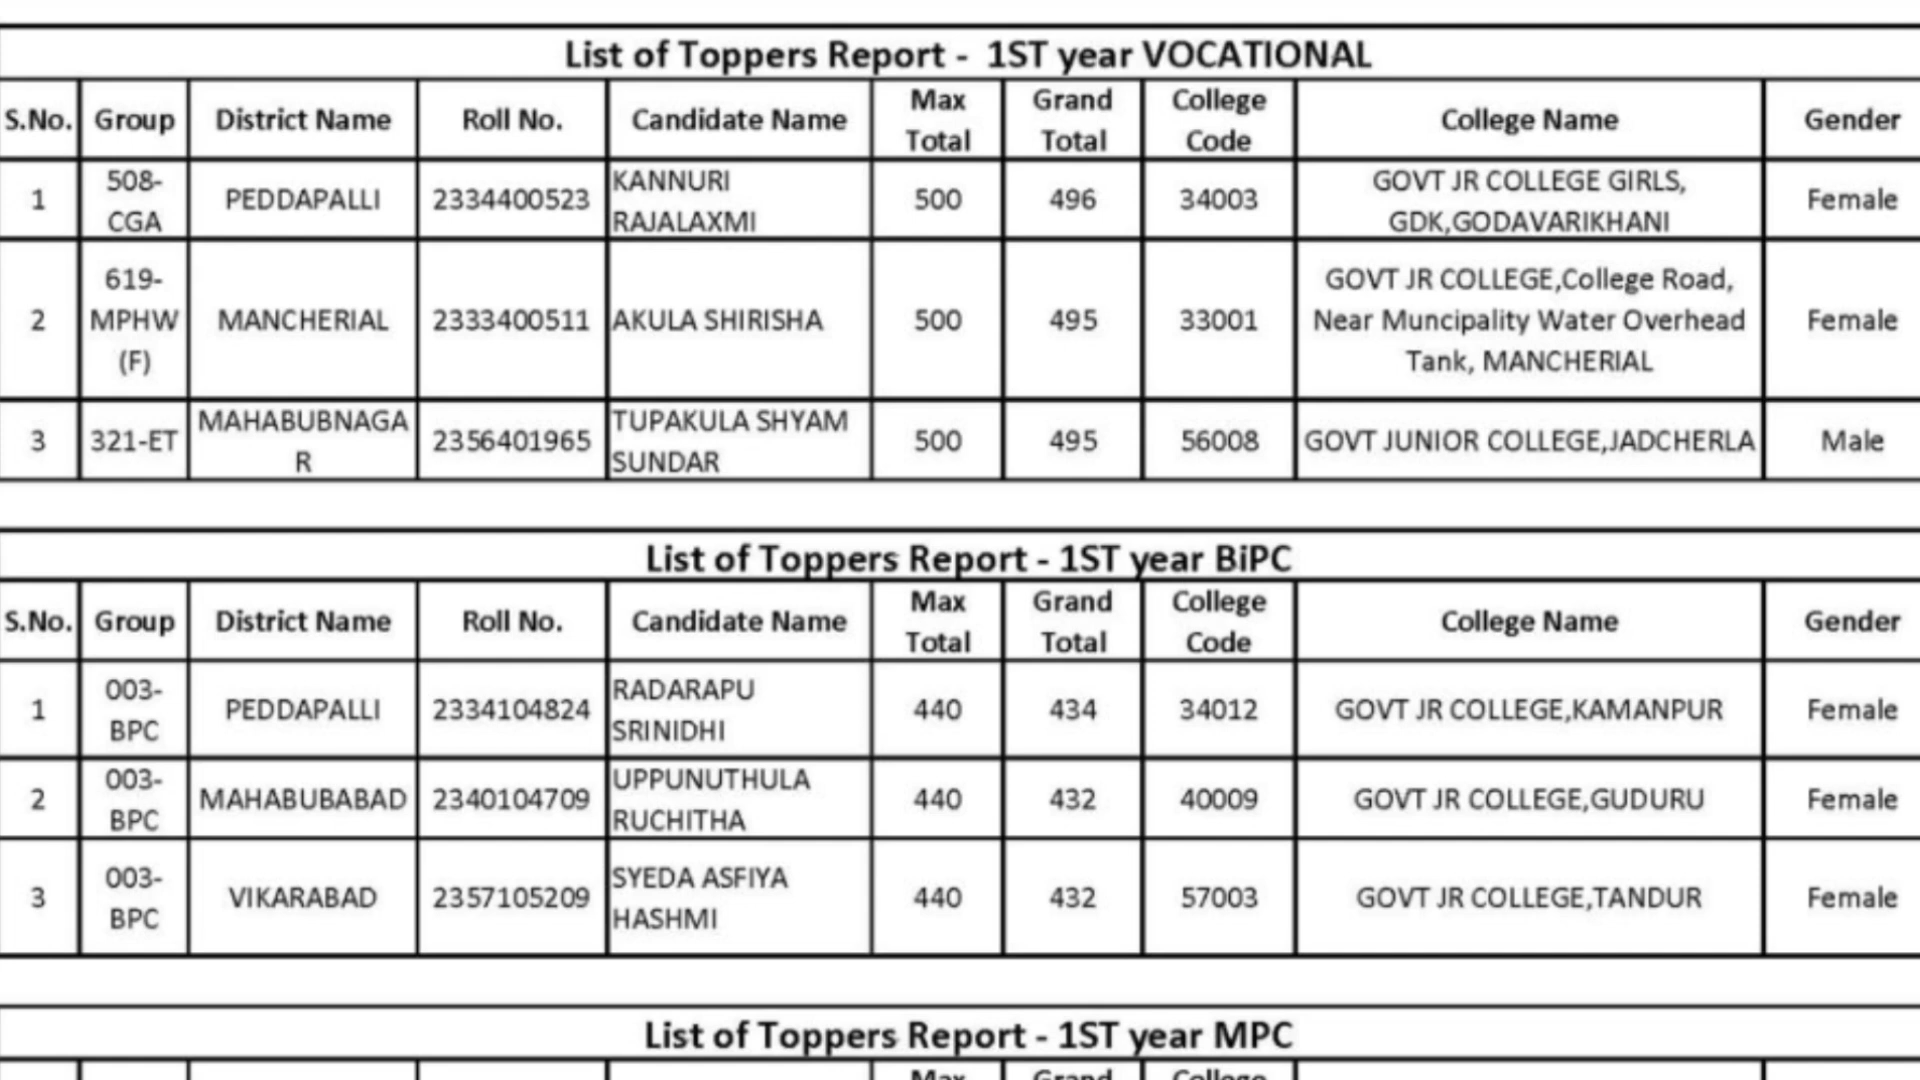 List of Toppers Report - 1ST year VOCATIONAL
S.No. Group District Name Roll No. Candidate Name Max Total Grand Total College Code College Name Gender
1 508-CGA PEDDAPALLI 2334400523 KANNURI RAJALAXMI 500 496 34003 GOVT JR COLLEGE GIRLS, GDK,GODAVARIKHANI Female
2 619-MPHW (F) MANCHERIAL 2333400511 AKULA SHIRISHA 500 495 33001 GOVT JR COLLEGE,College Road, Near Muncipality Water Overhead Tank, MANCHERIAL Female
3 321-ET MAHABUBNAGAR 2356401965 TUPAKULA SHYAM SUNDAR 500 495 56008 GOVT JUNIOR COLLEGE,JADCHERLA Male
List of Toppers Report - 1ST year BiPC
S.No. Group District Name Roll No. Candidate Name Max Total Grand Total College Code College Name Gender
1 003-BPC PEDDAPALLI 2334104824 RADARAPU SRINIDHI 440 434 34012 GOVT JR COLLEGE,KAMANPUR Female
2 003-BPC MAHABUBABAD 2340104709 UPPUNUTHULA RUCHITHA 440 432 40009 GOVT JR COLLEGE,GUDURU Female
3 003-BPC VIKARABAD 2357105209 SYEDA ASFIYA HASHMI 440 432 57003 GOVT JR COLLEGE,TANDUR Female
List of Toppers Report - 1ST year MPC
Max Grand College